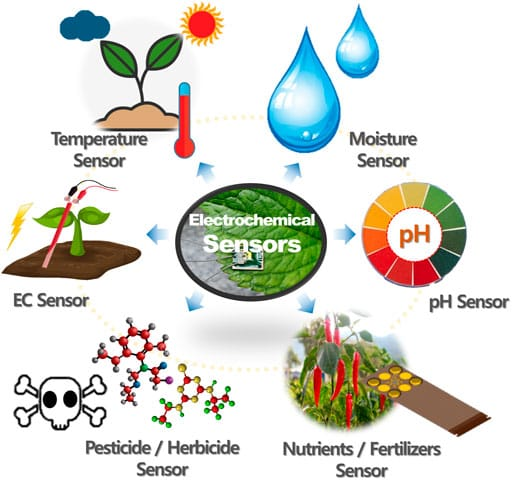 Temperature
Sensor
Moisture
Sensor
Electrochemical
Sensors
pH
EC Sensor
pH Sensor
Pesticide / Herbicide
Sensor
Nutrients / Fertilizers
Sensor